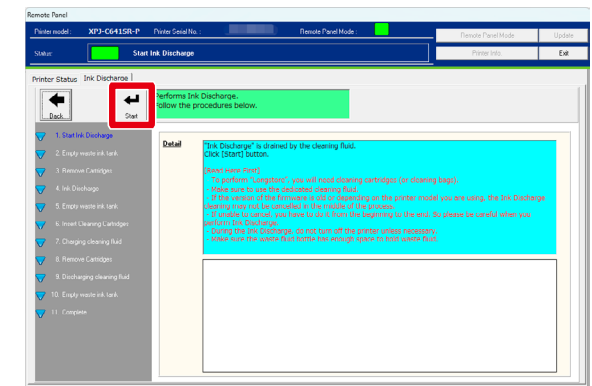 Remote Panel
Printer model : XPJ-C641SR-P Printer Serial No. : Remote Panel Mode :
Remote Panel Mode Update
Status: Start Ink Discharge
Printer Info Exit
Printer Status Ink Discharge
Back Start
Performs Ink Discharge.
Follow the procedures below.
1. Start Ink Discharge
2. Empty waste ink tank
3. Remove Cartridges
4. Ink Discharge
5. Empty waste ink tank
6. Insert Cleaning Cartridges
7. Charging cleaning fluid
8. Remove Cartridges
9. Discharging cleaning fluid
10. Empty waste ink tank
11. Complete
Detail
"Ink Discharge" is drained by the cleaning fluid.
Click [Start] button.
[Read Here First]
- To perform "Longstore", you will need cleaning cartridges (or cleaning bags).
- Make sure to use the dedicated cleaning fluid.
- If the version of the firmware is old or depending on the printer model you are using, the Ink Discharge
cleaning may not be cancelled in the middle of the process.
- If unable to cancel, you have to do it from the beginning to the end. So please be careful when you
perform Ink Discharge.
- During the Ink Discharge, do not turn off the printer unless necessary.
- Make sure the waste fluid bottle has enough space to hold waste fluid.